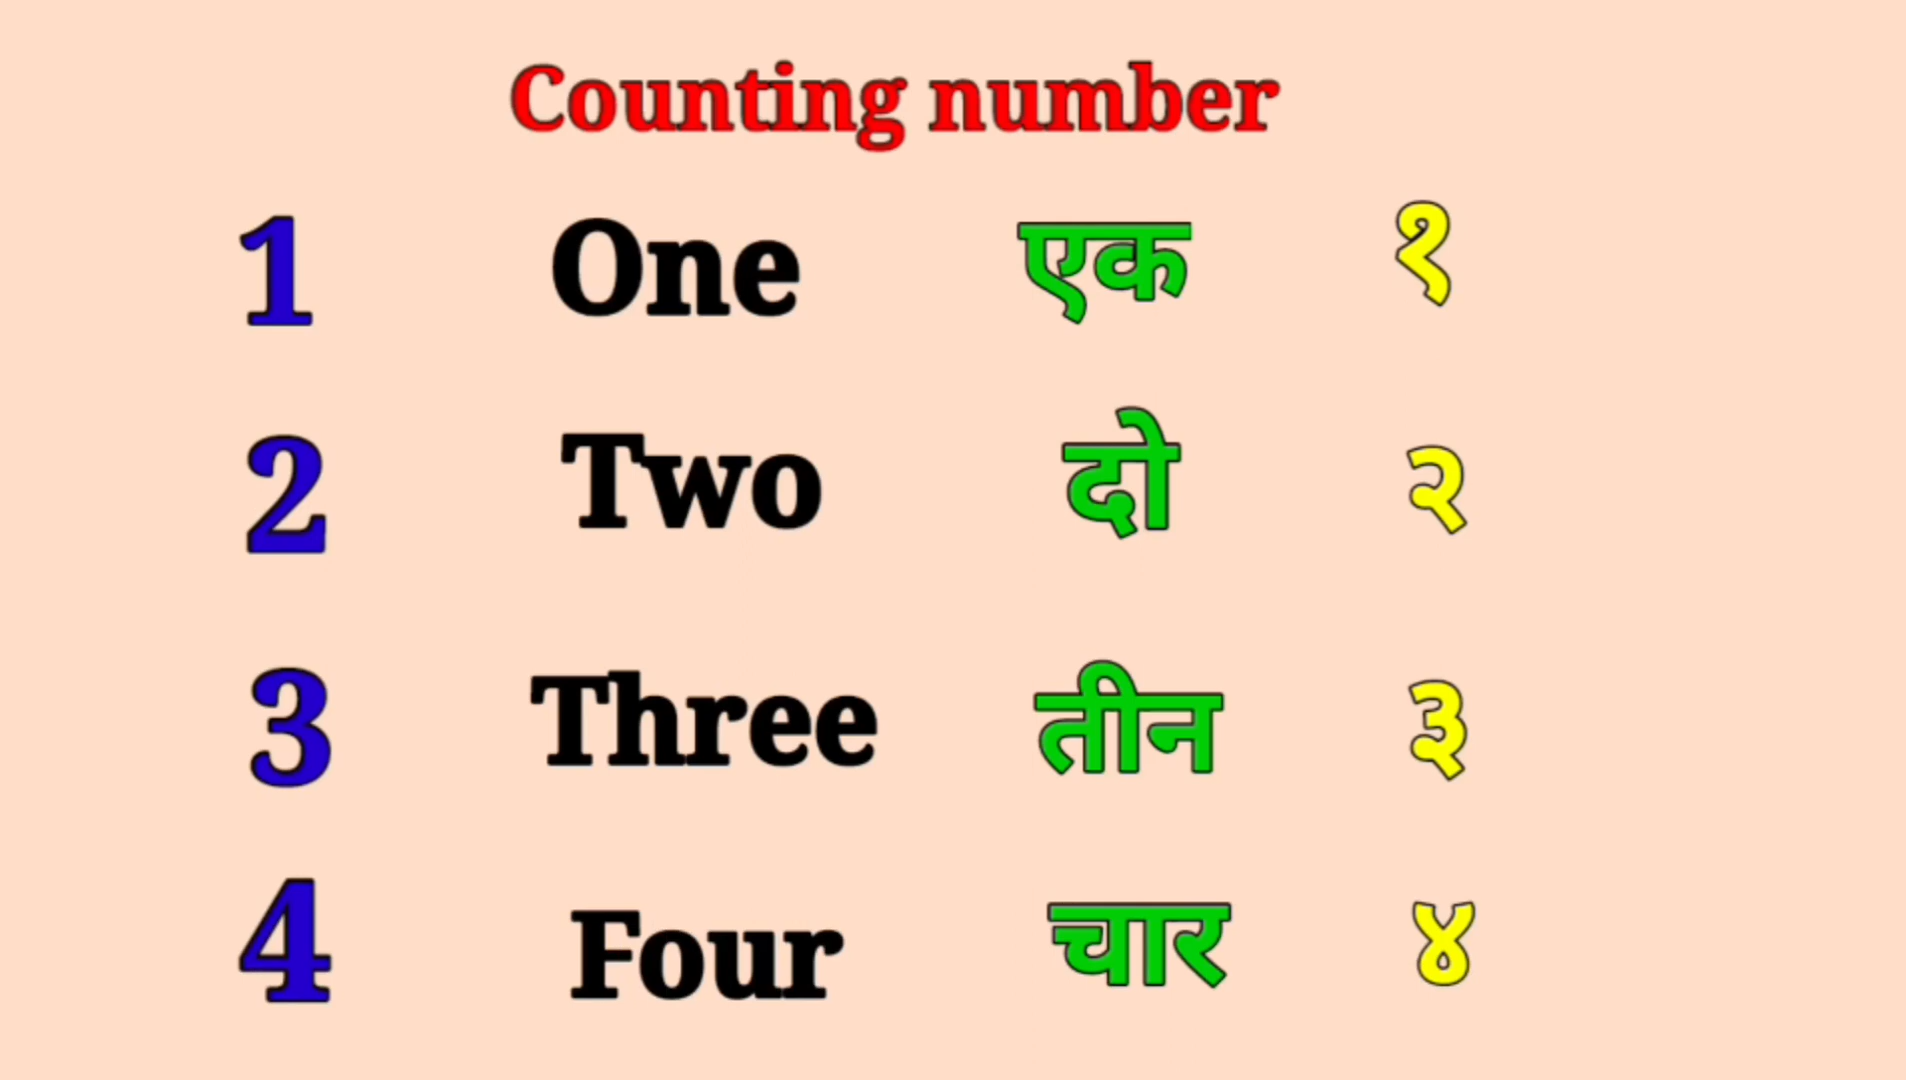 Counting number
1 One एक १
2 Two दो २
3 Three तीन ३
4 Four चार ४